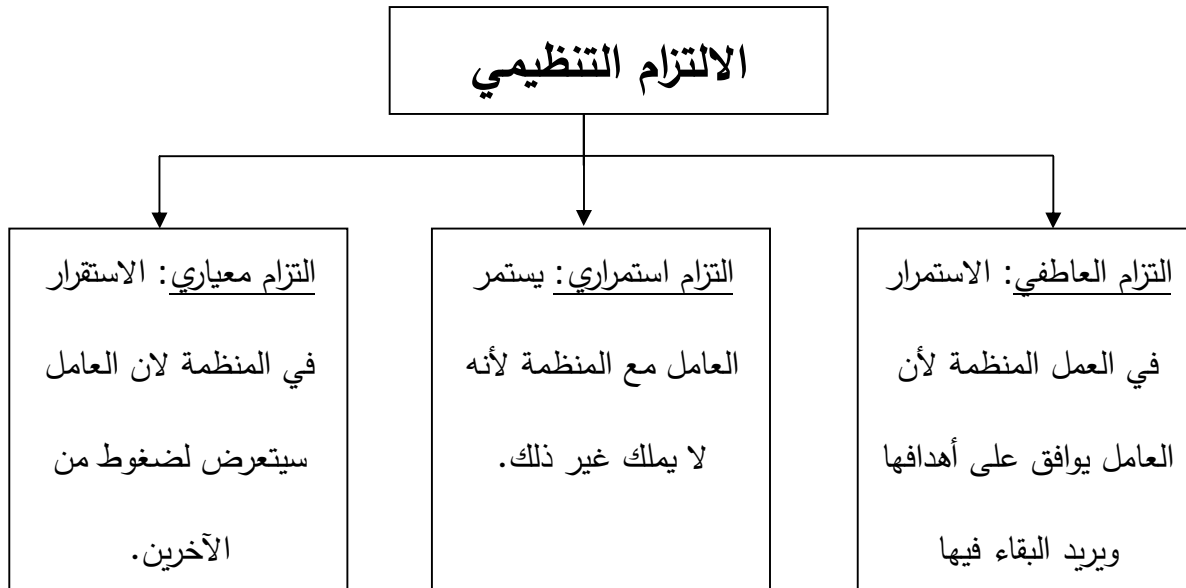 الالتزام التنظيمي
التزام العاطفي: الاستمرار
في العمل المنظمة لأن
العامل يوافق على أهدافها
ويريد البقاء فيها
التزام استمراري: يستمر
العامل مع المنظمة لأنه
لا يملك غير ذلك.
التزام معياري: الاستقرار
في المنظمة لان العامل
سيتعرض لضغوط من
الآخرين.